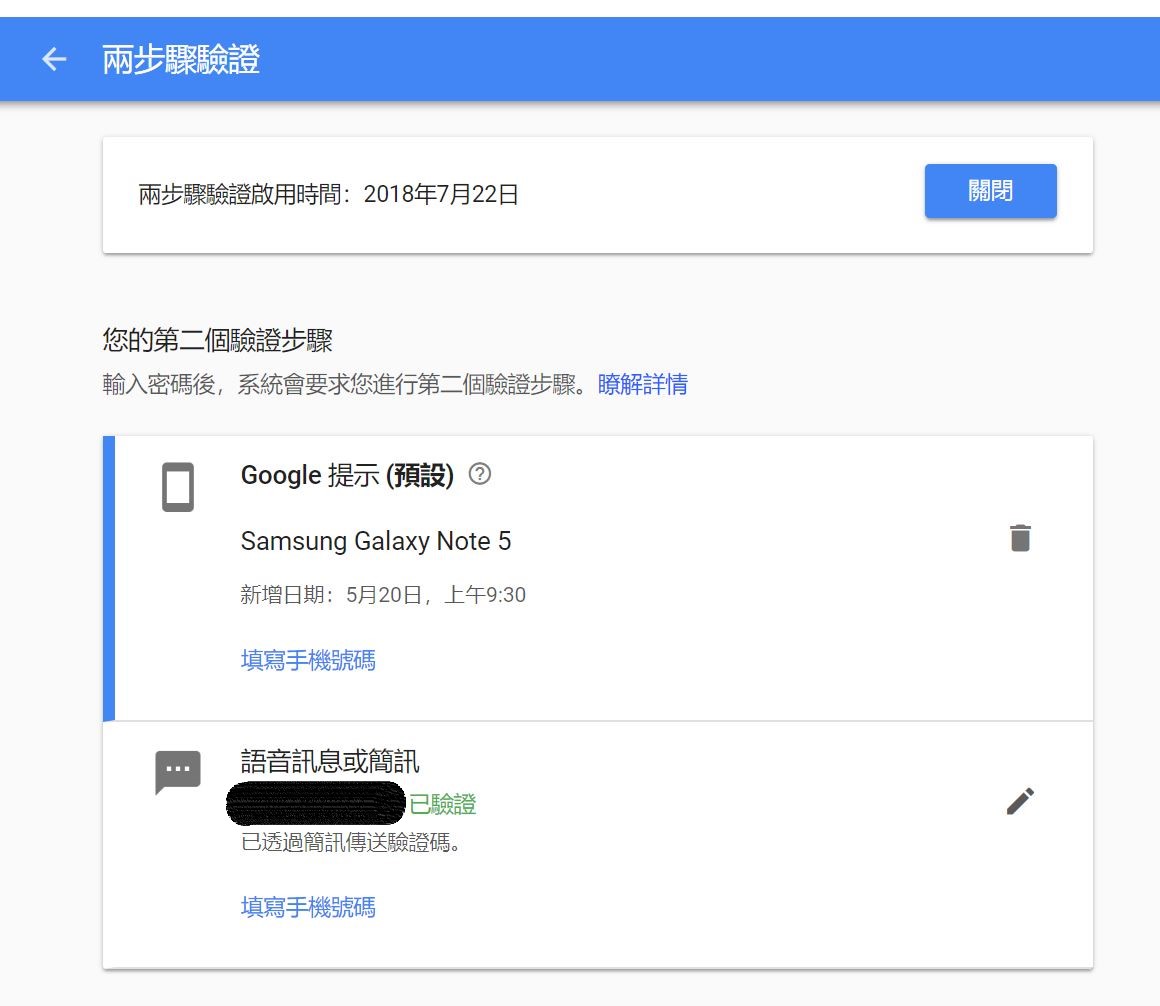 兩步驟驗證
兩步驟驗證啟用時間：2018年7月22日
關閉
您的第二個驗證步驟
輸入密碼後，系統會要求您進行第二個驗證步驟。瞭解詳情
Google 提示 (預設)
Samsung Galaxy Note 5
新增日期：5月20日，上午9:30
填寫手機號碼
語音訊息或簡訊
已驗證
已透過簡訊傳送驗證碼。
填寫手機號碼